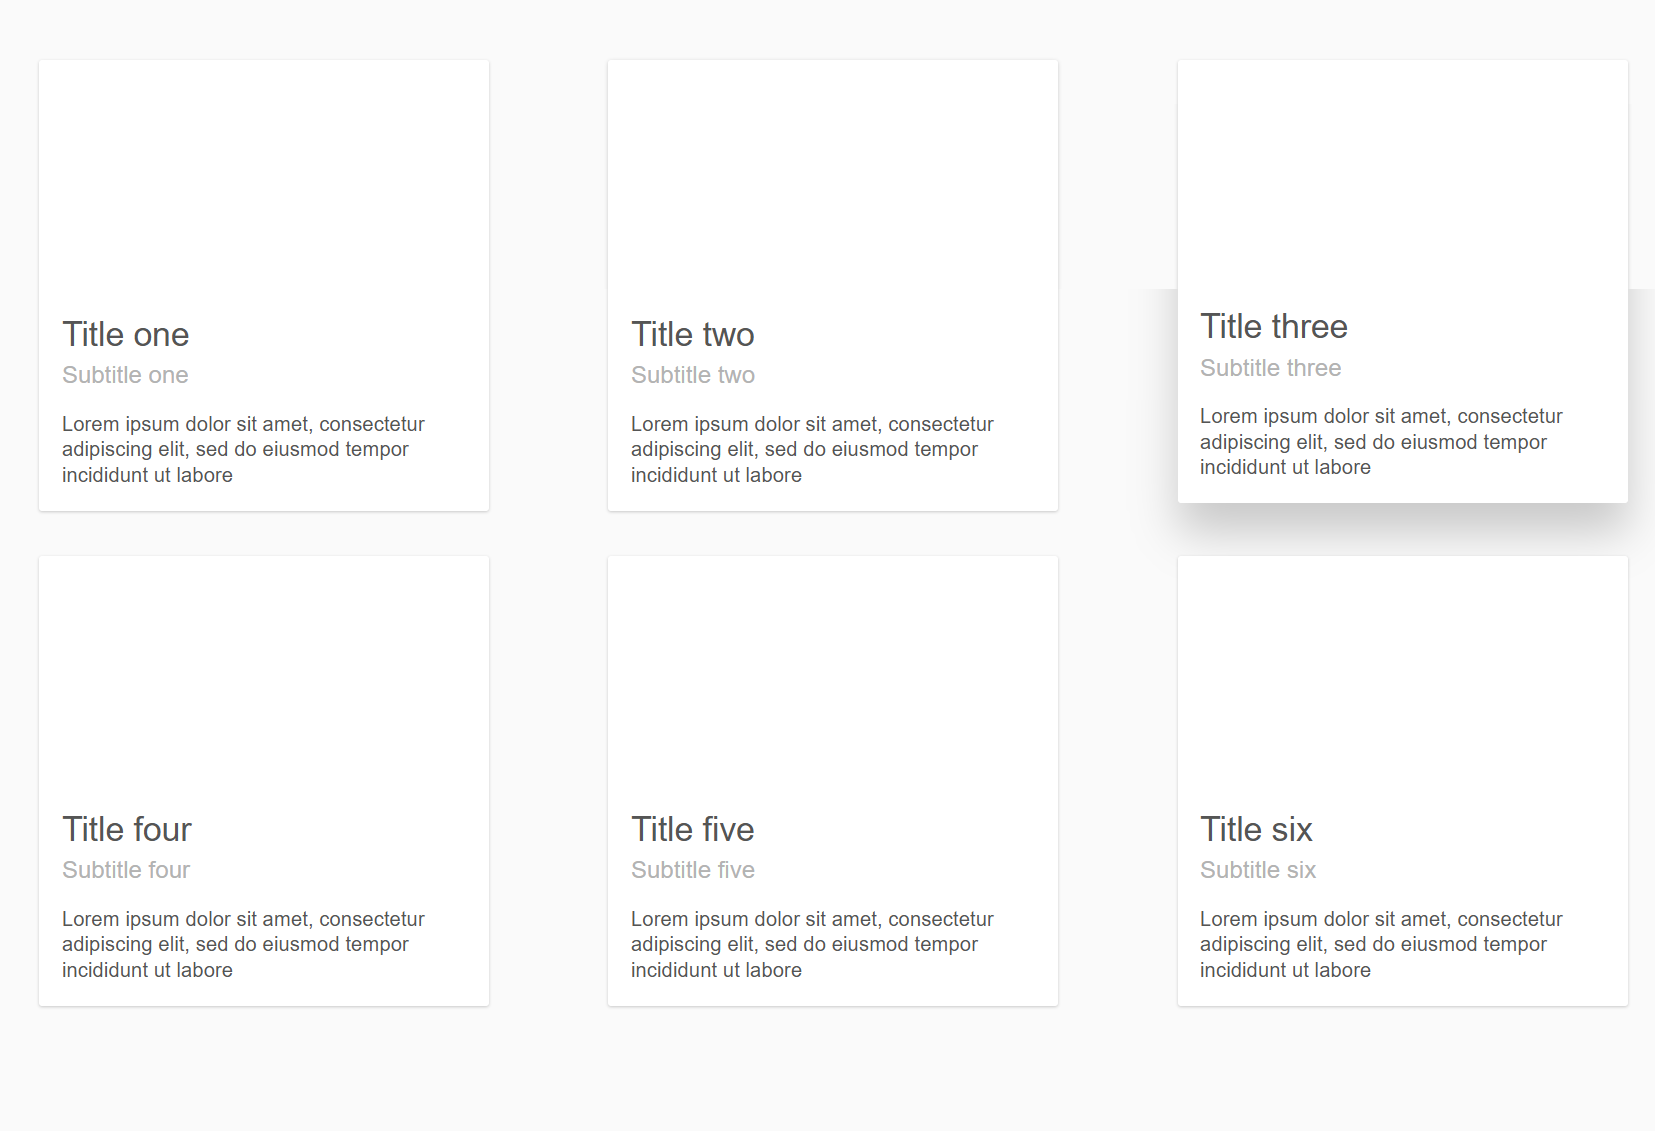 Title one
Subtitle one
Lorem ipsum dolor sit amet, consectetur
adipiscing elit, sed do eiusmod tempor
incididunt ut labore
Title two
Subtitle two
Lorem ipsum dolor sit amet, consectetur
adipiscing elit, sed do eiusmod tempor
incididunt ut labore
Title three
Subtitle three
Lorem ipsum dolor sit amet, consectetur
adipiscing elit, sed do eiusmod tempor
incididunt ut labore
Title four
Subtitle four
Lorem ipsum dolor sit amet, consectetur
adipiscing elit, sed do eiusmod tempor
incididunt ut labore
Title five
Subtitle five
Lorem ipsum dolor sit amet, consectetur
adipiscing elit, sed do eiusmod tempor
incididunt ut labore
Title six
Subtitle six
Lorem ipsum dolor sit amet, consectetur
adipiscing elit, sed do eiusmod tempor
incididunt ut labore